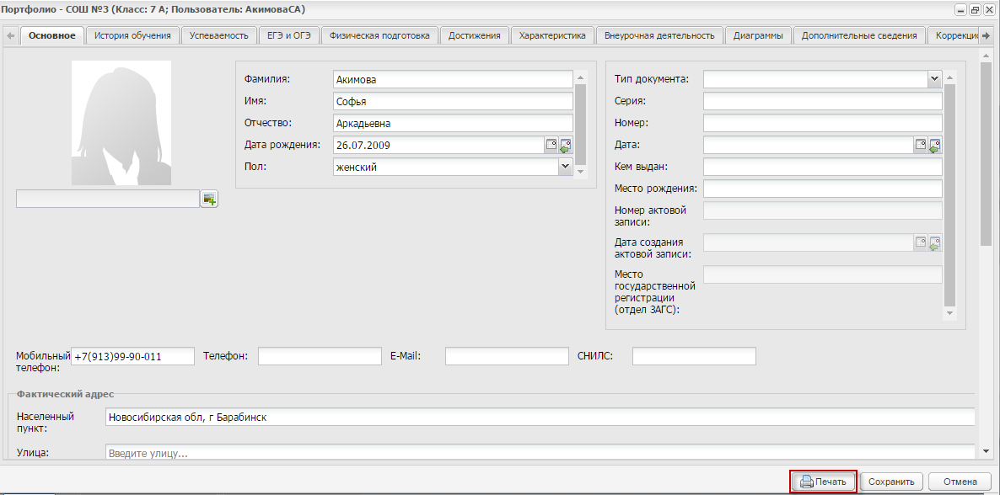 Портфолио - СОШ №3 (Класс: 7 А; Пользователь: АкимоваСА)
Основное История обучения Успеваемость ЕГЭ и ОГЭ Физическая подготовка Достижения Характеристика Внеурочная деятельность Диаграммы Дополнительные сведения Коррекцио
Фамилия: Акимова
Имя: Софья
Отчество: Аркадьевна
Дата рождения: 26.07.2009
Пол: женский
Тип документа:
Серия:
Номер:
Дата:
Кем выдан:
Место рождения:
Номер актовой
записи:
Дата создания
актовой записи:
Место
государственной
регистрации
(отдел ЗАГС):
Мобильный +7(913)99-90-011 Телефон: E-Mail: СНИЛС:
телефон:
Фактический адрес
Населенный Новосибирская обл, г Барабинск
пункт:
Улица: Введите улицу...
Печать Сохранить Отмена